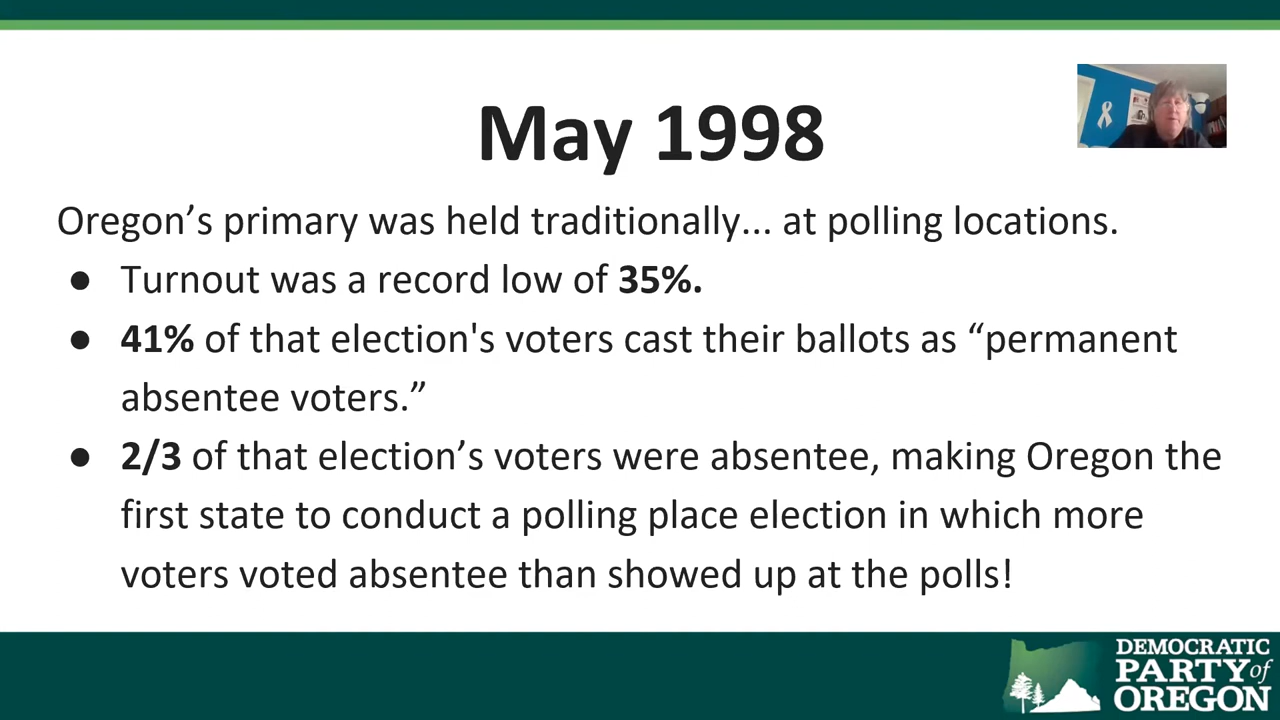 May 1998
Oregon’s primary was held traditionally... at polling locations.
● Turnout was a record low of 35%.
● 41% of that election's voters cast their ballots as “permanent
absentee voters.”
● 2/3 of that election’s voters were absentee, making Oregon the
first state to conduct a polling place election in which more
voters voted absentee than showed up at the polls!
DEMOCRATIC
PARTY of
OREGON